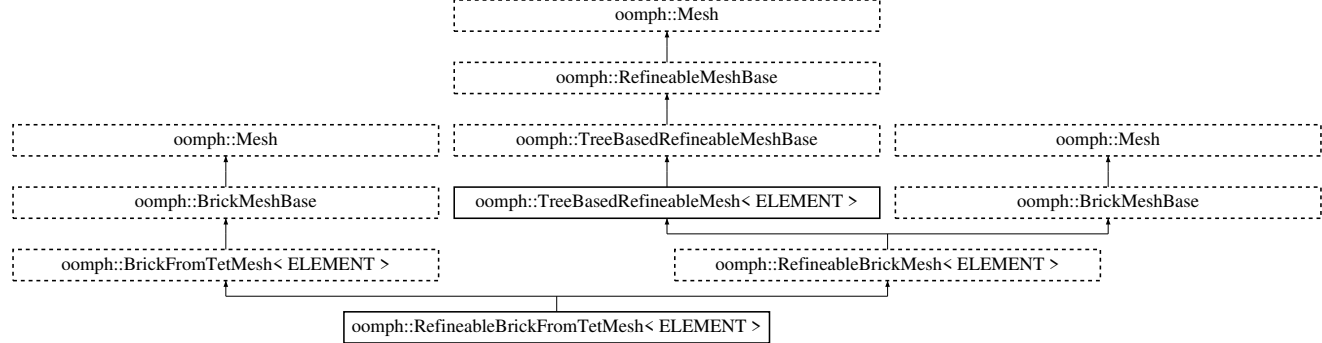 oomph::Mesh
oomph::RefineableMeshBase
oomph::Mesh
oomph::TreeBasedRefineableMeshBase
oomph::Mesh
oomph::BrickMeshBase
oomph::TreeBasedRefineableMesh< ELEMENT >
oomph::BrickMeshBase
oomph::BrickFromTetMesh< ELEMENT >
oomph::RefineableBrickMesh< ELEMENT >
oomph::RefineableBrickFromTetMesh< ELEMENT >